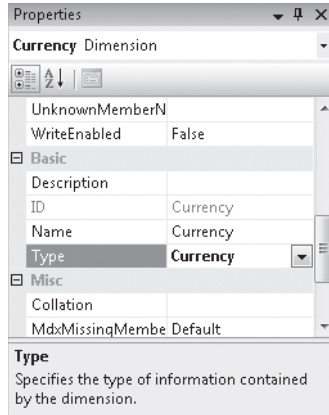 Properties
Currency Dimension
UnknownMemberN
WriteEnabled False
Basic
Description
ID Currency
Name Currency
Type Currency
Misc
Collation
MdxMissingMembe Default
Type
Specifies the type of information contained
by the dimension.